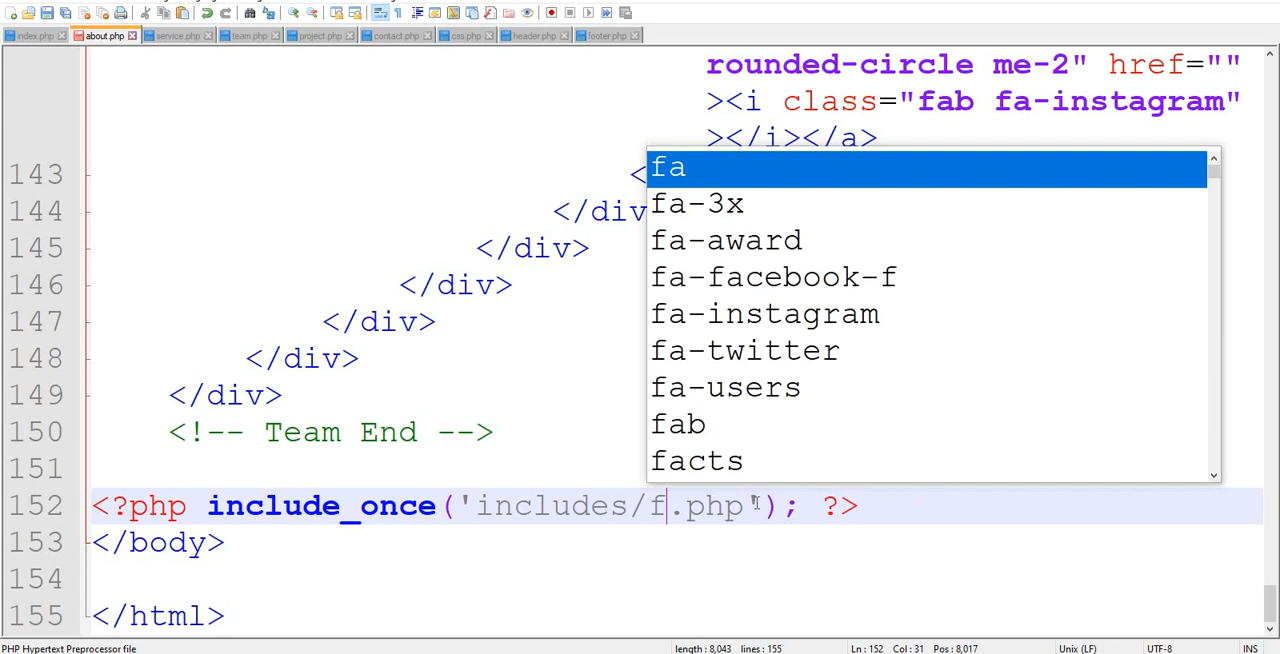 index.php about.php service.php team.php project.php contact.php css.php header.php footer.php
rounded-circle me-2" href=""
><i class="fab fa-instagram"
></i></a>
143 <
144 </div
145 </div>
146 </div>
147 </div>
148 </div>
149 </div>
150 <!-- Team End -->
151
152 <?php include_once('includes/f.php'); ?>
153 </body>
154
155 </html>
fa
fa-3x
fa-award
fa-facebook-f
fa-instagram
fa-twitter
fa-users
fab
facts
PHP Hypertext Preprocessor file length : 8,043 lines : 155 Ln : 152 Col : 31 Pos : 8,017 Unix (LF) UTF-8 INS